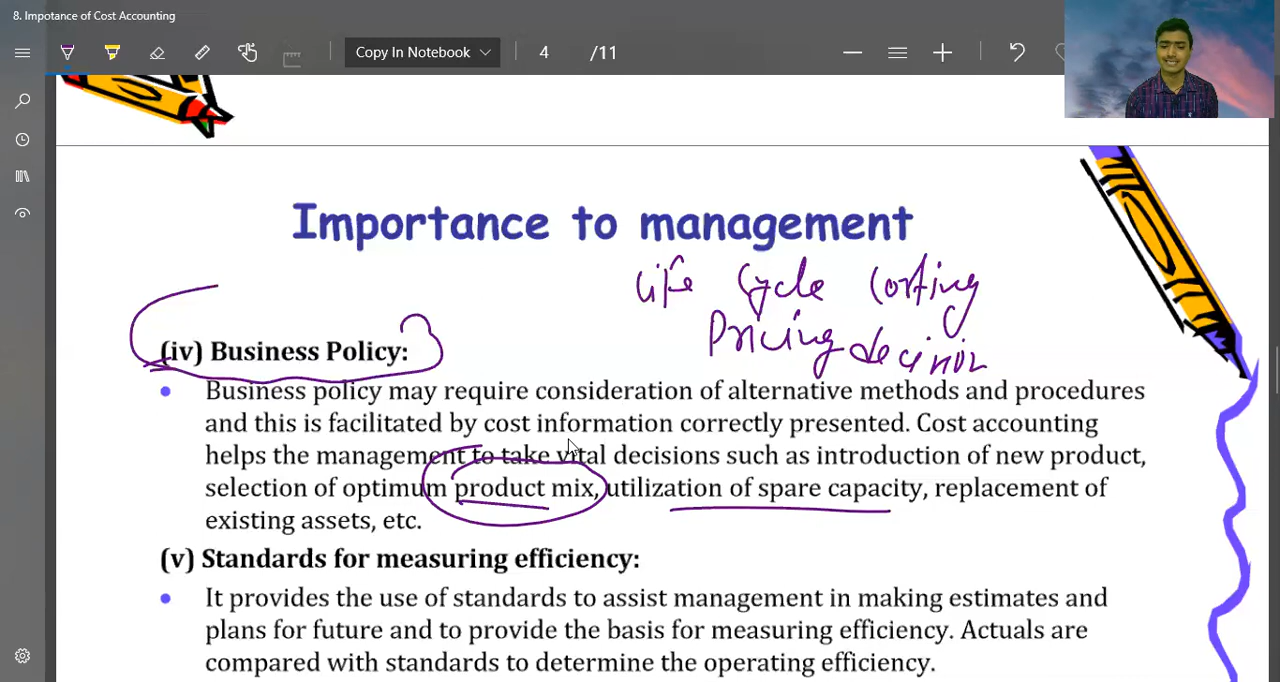 8. Impotance of Cost Accounting
Copy In Notebook
4 /11
Importance to management
Life Cycle Costing
Pricing decision
(iv) Business Policy:
Business policy may require consideration of alternative methods and procedures
and this is facilitated by cost information correctly presented. Cost accounting
helps the management to take vital decisions such as introduction of new product,
selection of optimum product mix, utilization of spare capacity, replacement of
existing assets, etc.
(v) Standards for measuring efficiency:
It provides the use of standards to assist management in making estimates and
plans for future and to provide the basis for measuring efficiency. Actuals are
compared with standards to determine the operating efficiency.